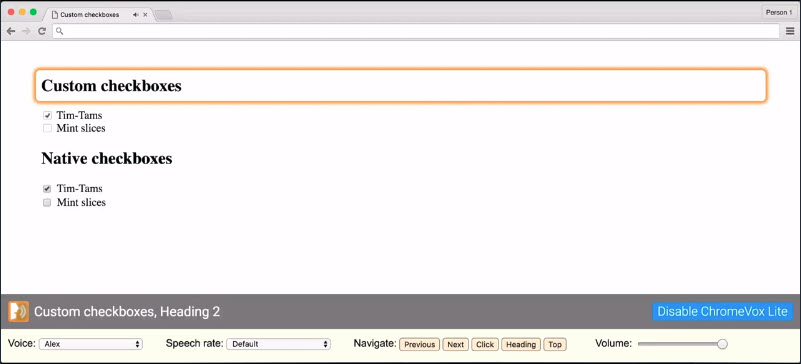 Custom checkboxes
Person 1
Custom checkboxes
Tim-Tams
Mint slices
Native checkboxes
Tim-Tams
Mint slices
Custom checkboxes, Heading 2
Disable ChromeVox Lite
Voice: Alex Speech rate: Default Navigate: Previous Next Click Heading Top Volume: